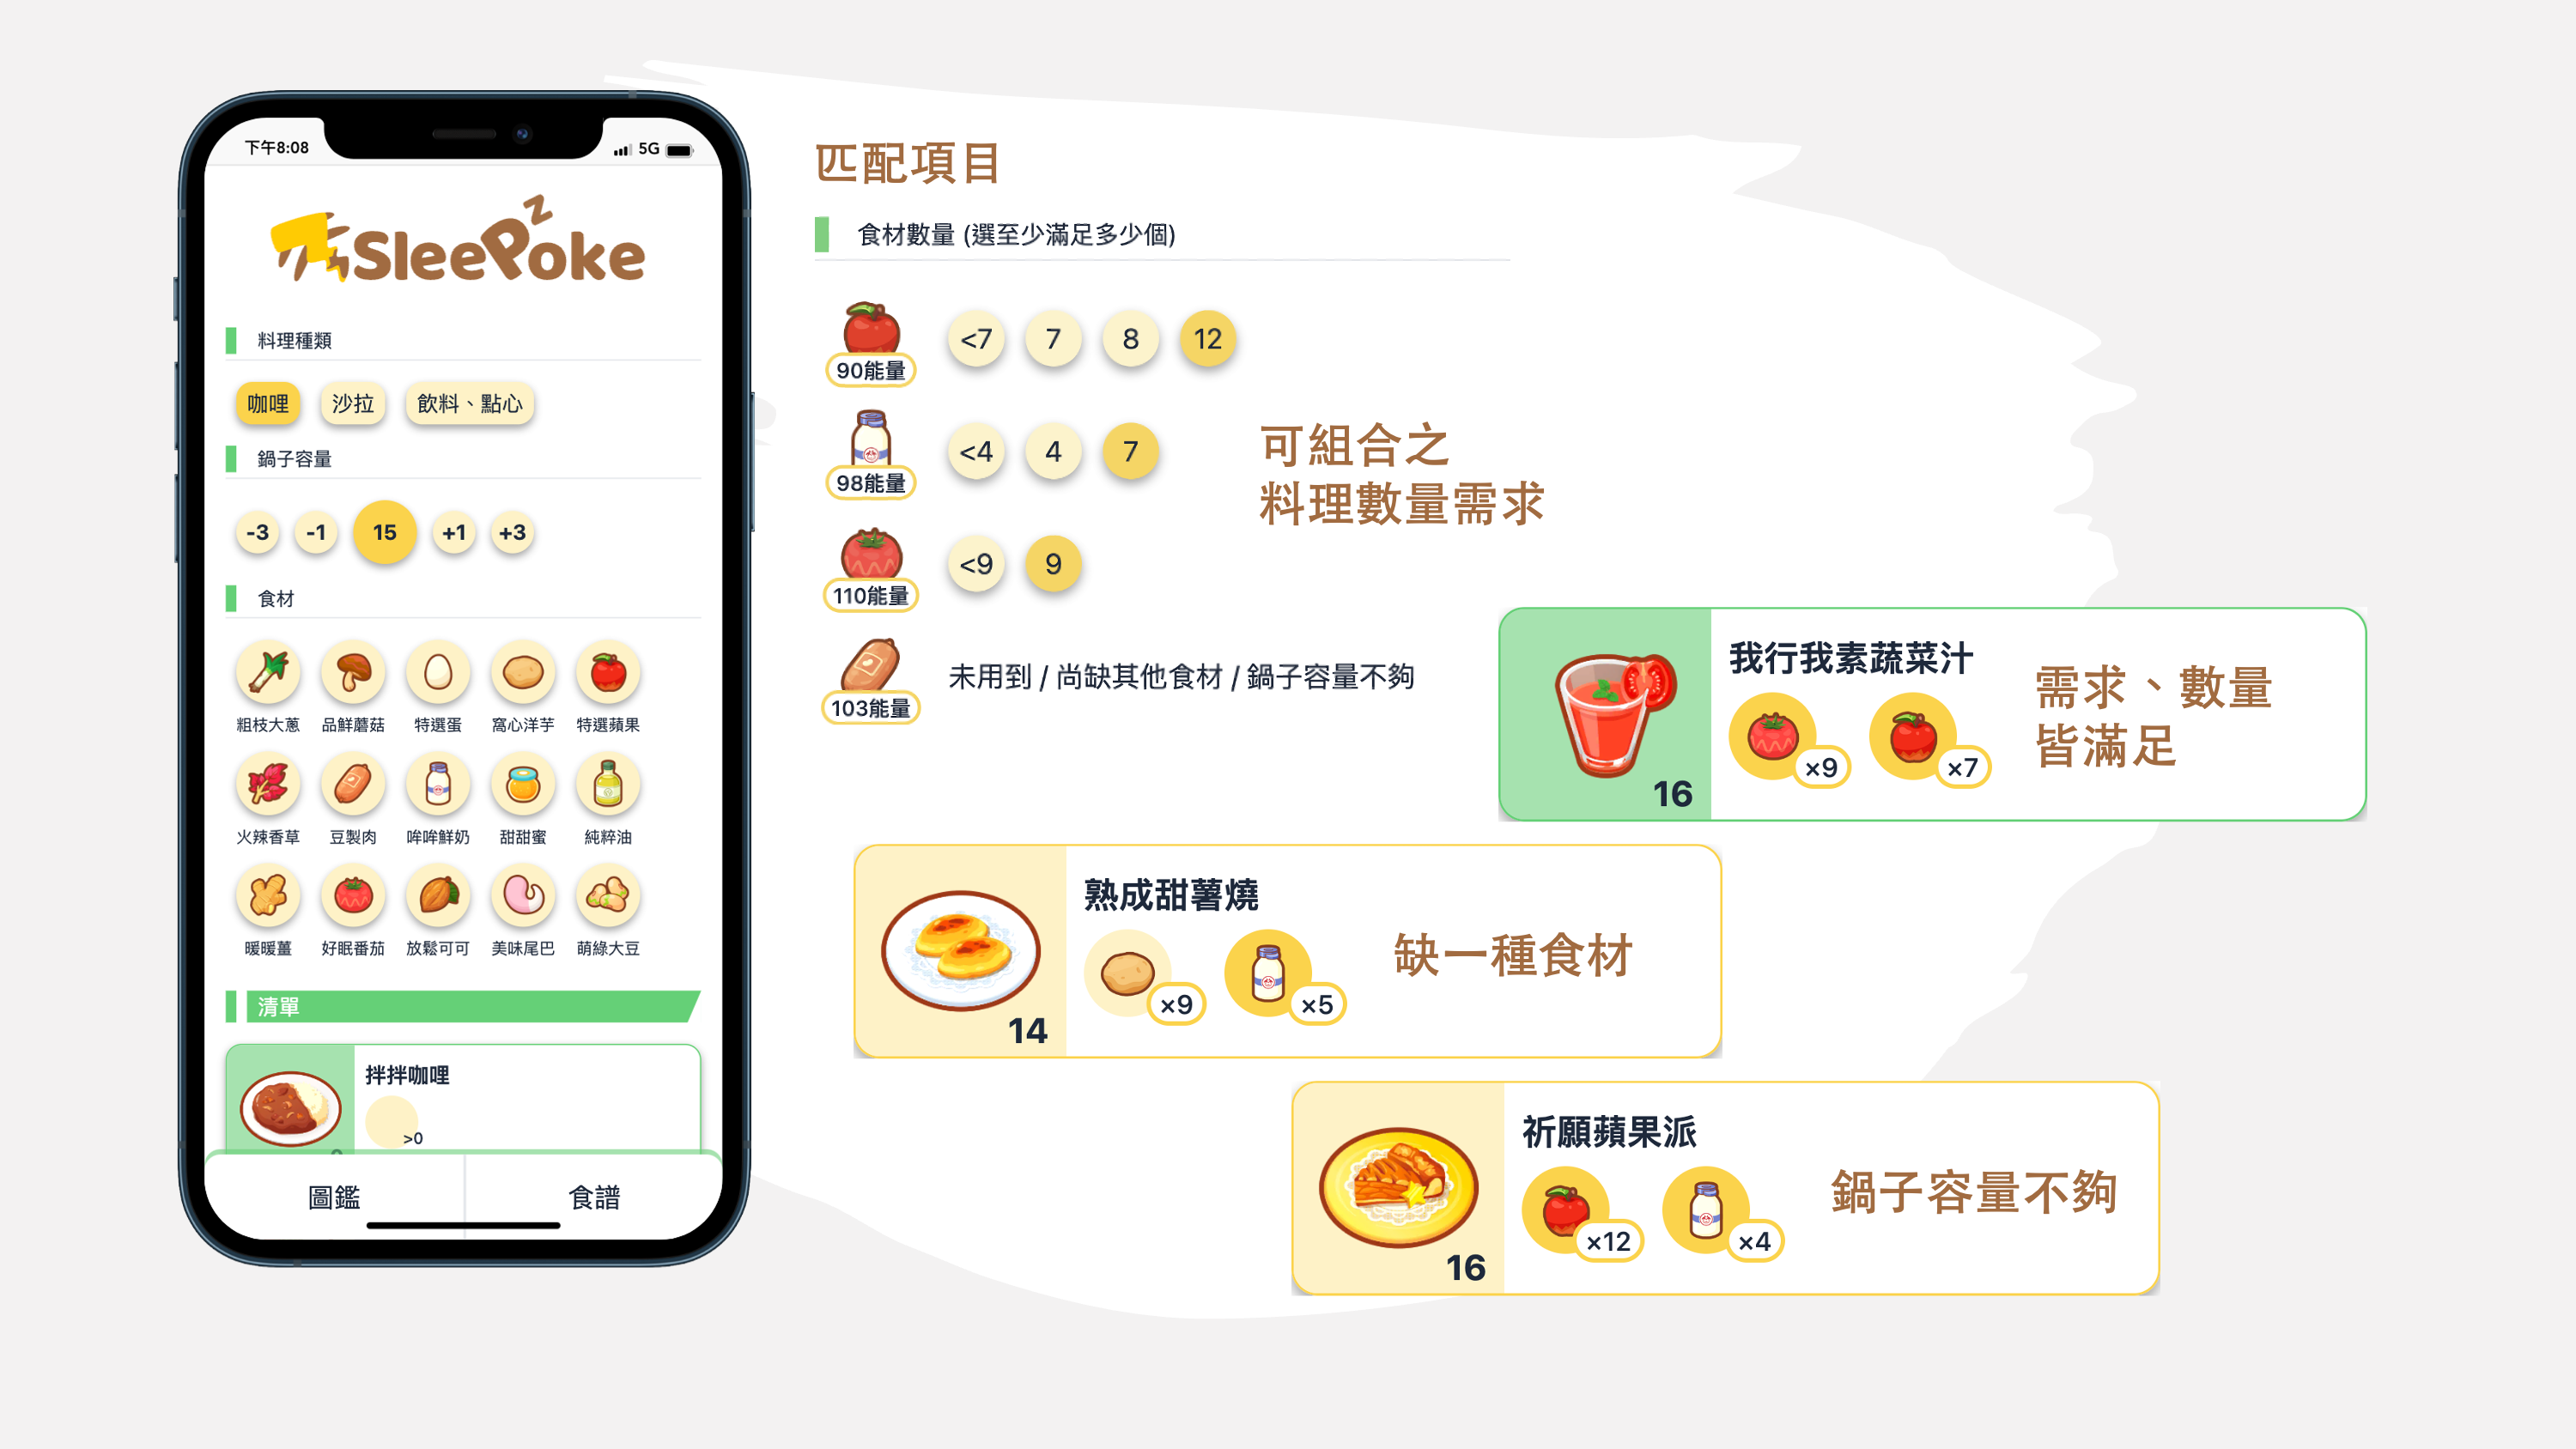 下午8:08
5G
SleePoke
z
料理種類
咖哩 沙拉 飲料、點心
鍋子容量
-3 -1 15 +1 +3
食材
粗枝大蔥 品鮮蘑菇 特選蛋 窩心洋芋 特選蘋果
火辣香草 豆製肉 哞哞鮮奶 甜甜蜜 純粹油
暖暖薑 好眠番茄 放鬆可可 美味尾巴 萌綠大豆
清單
拌拌咖哩
>0
圖鑑 食譜
匹配項目
食材數量 (選至少滿足多少個)
<7 7 8 12
90能量
<4 4 7
98能量
<9 9
110能量
未用到 / 尚缺其他食材 / 鍋子容量不夠
103能量
可組合之
料理數量需求
我行我素蔬菜汁
×9 ×7
16
需求、數量
皆滿足
熟成甜薯燒
×9 ×5
14
缺一種食材
祈願蘋果派
×12 ×4
16
鍋子容量不夠